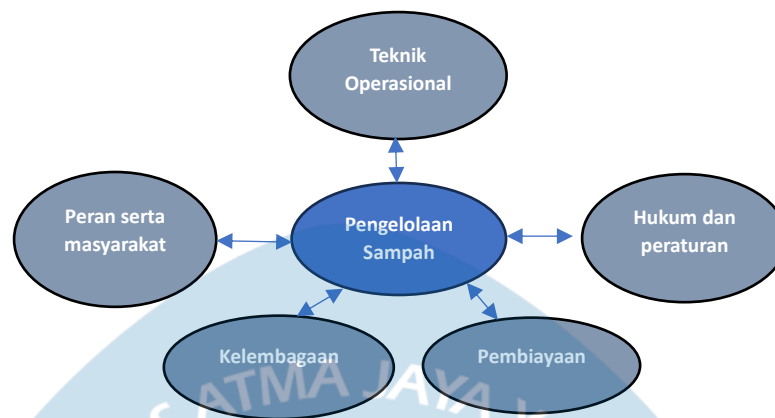 Teknik
Operasional
Peran serta
masyarakat
Pengelolaan
Sampah
Hukum dan
peraturan
Kelembagaan
Pembiayaan
S ATMA JAYA